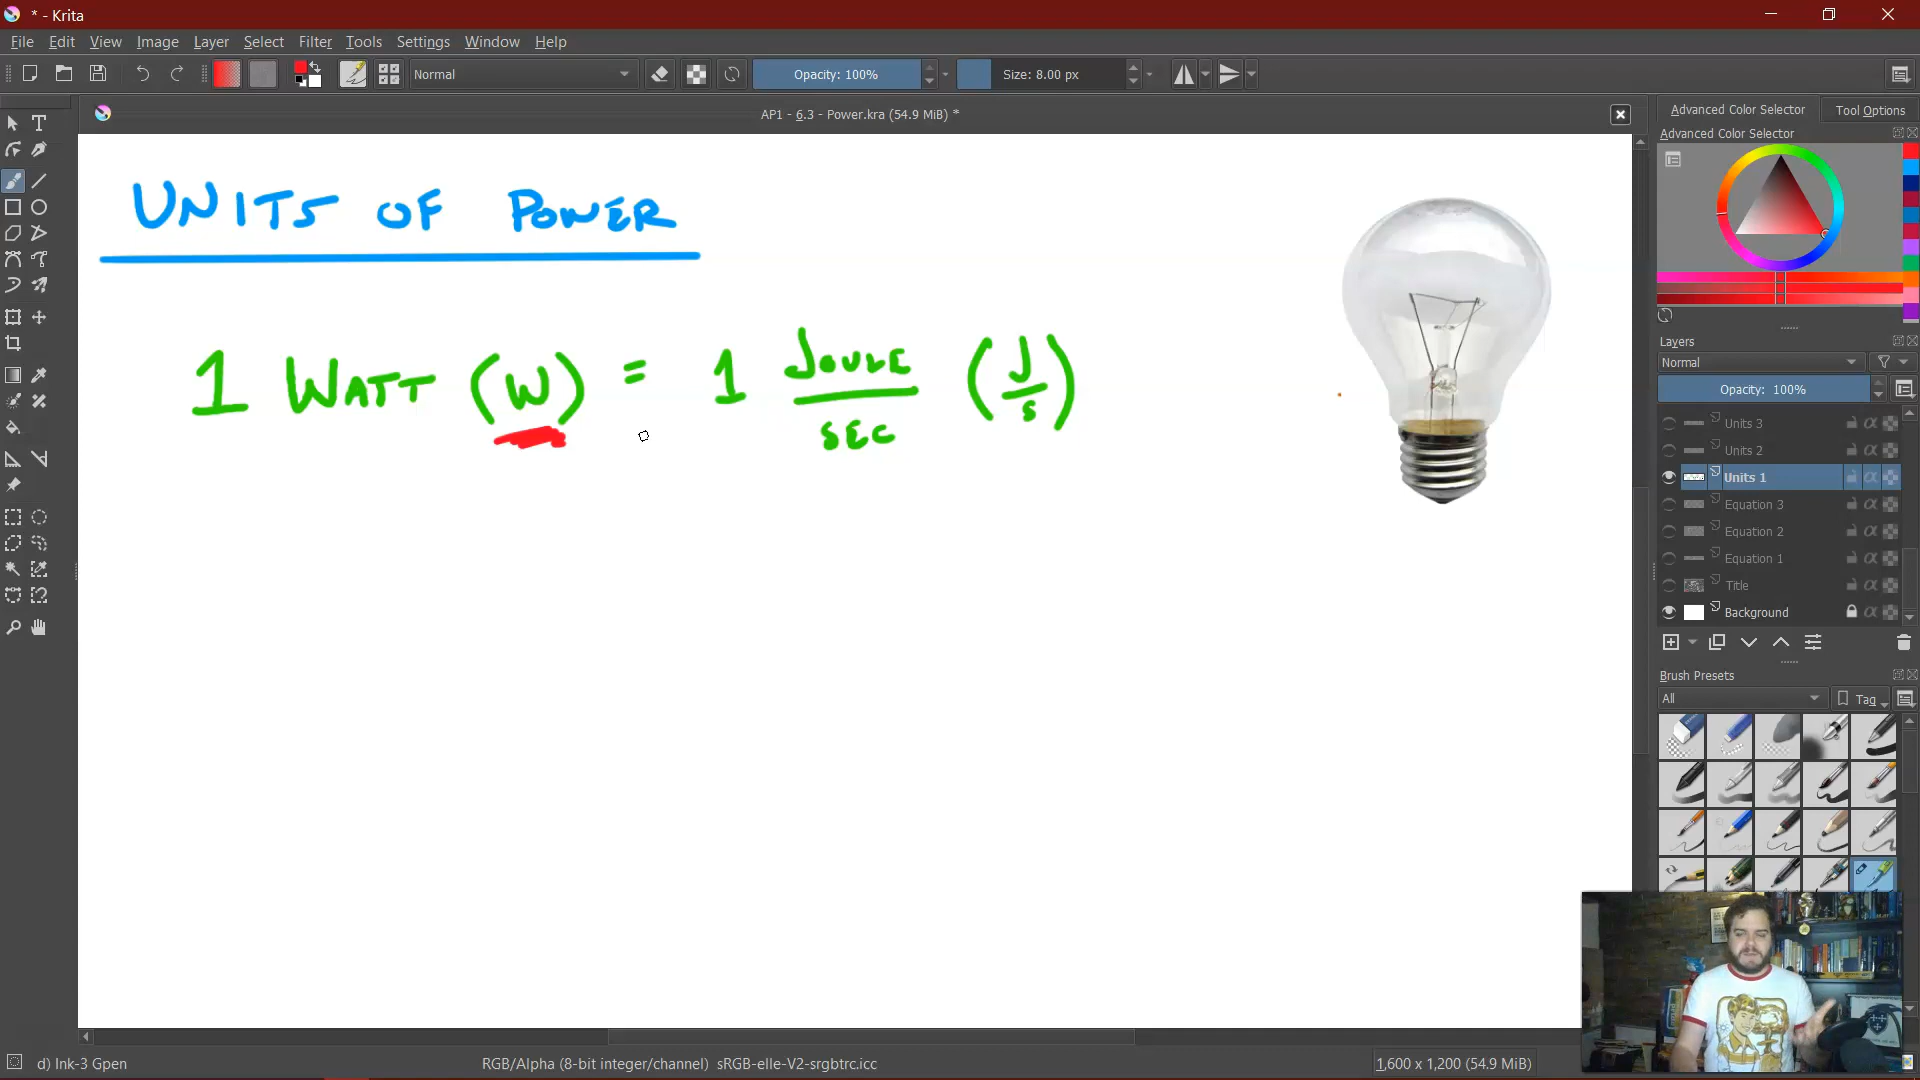 * - Krita
File Edit View Image Layer Select Filter Tools Settings Window Help
Normal
Opacity: 100%
Size: 8.00 px
AP1 - 6.3 - Power.kra (54.9 MiB) *
UNITS OF POWER
1 WATT (W) = 1 JOULE/SEC (J/s)
Advanced Color Selector
Tool Options
Advanced Color Selector
Layers
Normal
Opacity: 100%
Units 3
Units 2
Units 1
Equation 3
Equation 2
Equation 1
Title
Background
Brush Presets
All
Tag
d) Ink-3 Gpen
RGB/Alpha (8-bit integer/channel) sRGB-elle-V2-srgbtrc.icc
1,600 x 1,200 (54.9 MiB)